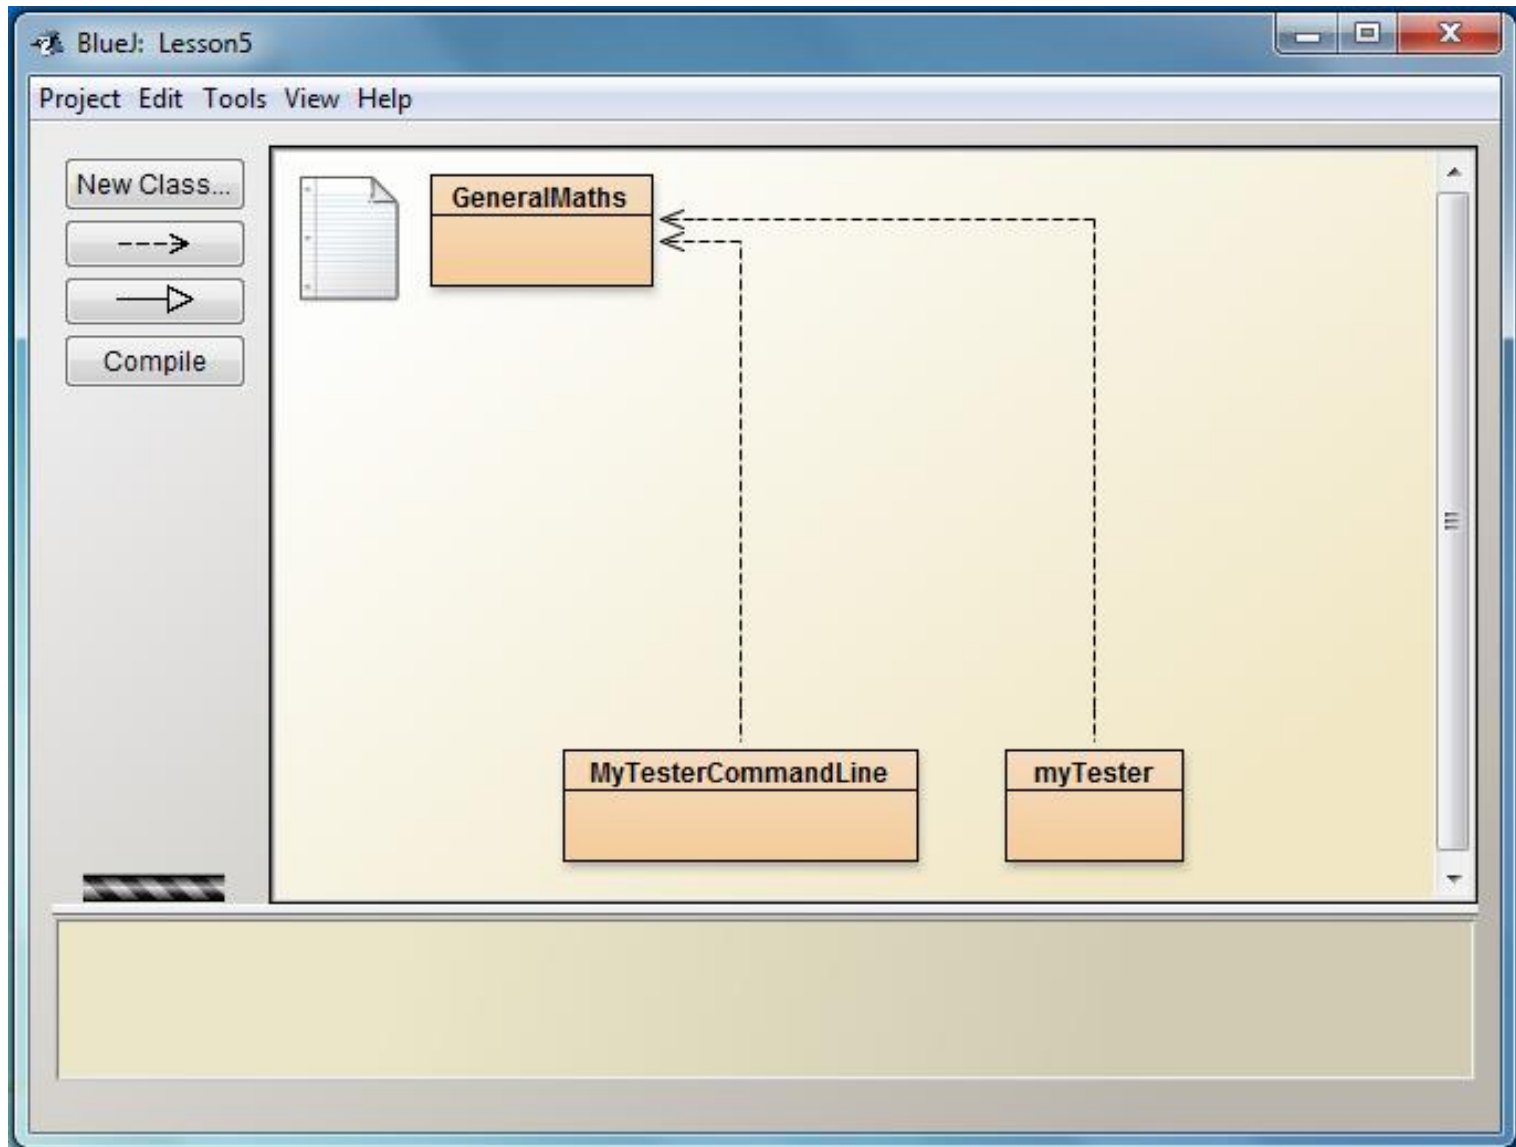 BlueJ: Lesson5
Project Edit Tools View Help
New Class...
Compile
GeneralMaths
MyTesterCommandLine
myTester